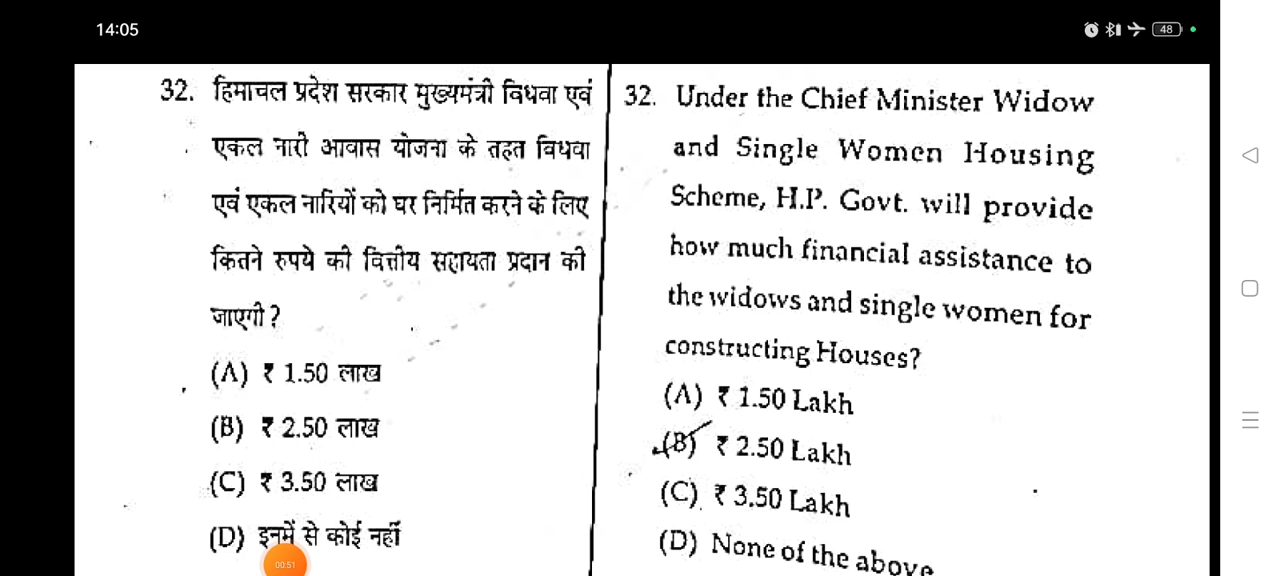 14:05
48
32. हिमाचल प्रदेश सरकार मुख्यमंत्री विधवा एवं
एकल नारी आवास योजना के तहत विधवा
एवं एकल नारियों को घर निर्मित करने के लिए
कितने रुपये की वित्तीय सहायता प्रदान की
जाएगी ?
(A) ₹ 1.50 लाख
(B) ₹ 2.50 लाख
(C) ₹ 3.50 लाख
(D) इनमें से कोई नहीं
00:51
32. Under the Chief Minister Widow
and Single Women Housing
Scheme, H.P. Govt. will provide
how much financial assistance to
the widows and single women for
constructing Houses?
(A) ₹ 1.50 Lakh
(B) ₹ 2.50 Lakh
(C) ₹ 3.50 Lakh
(D) None of the above